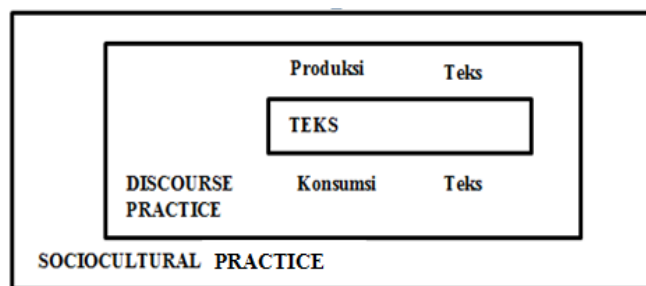 Produksi Teks
TEKS
DISCOURSE Konsumsi Teks
PRACTICE
SOCIOCULTURAL PRACTICE